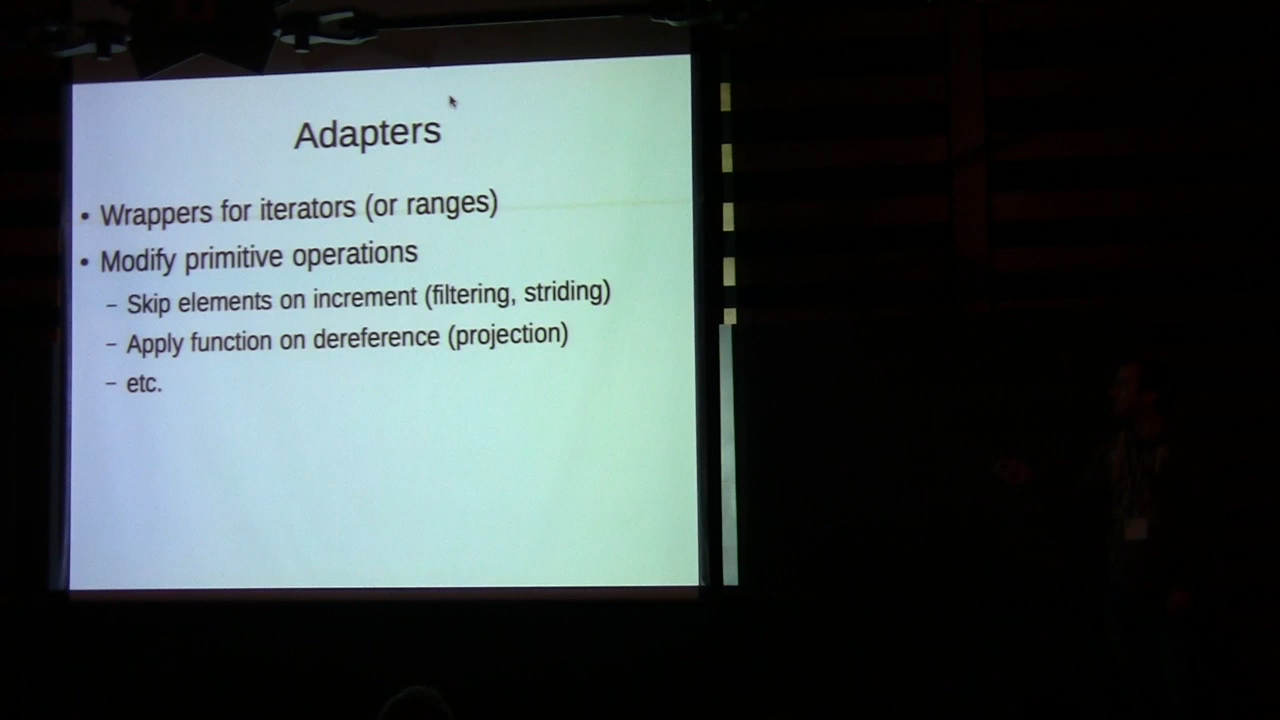 Adapters
• Wrappers for iterators (or ranges)
• Modify primitive operations
– Skip elements on increment (filtering, striding)
– Apply function on dereference (projection)
– etc.